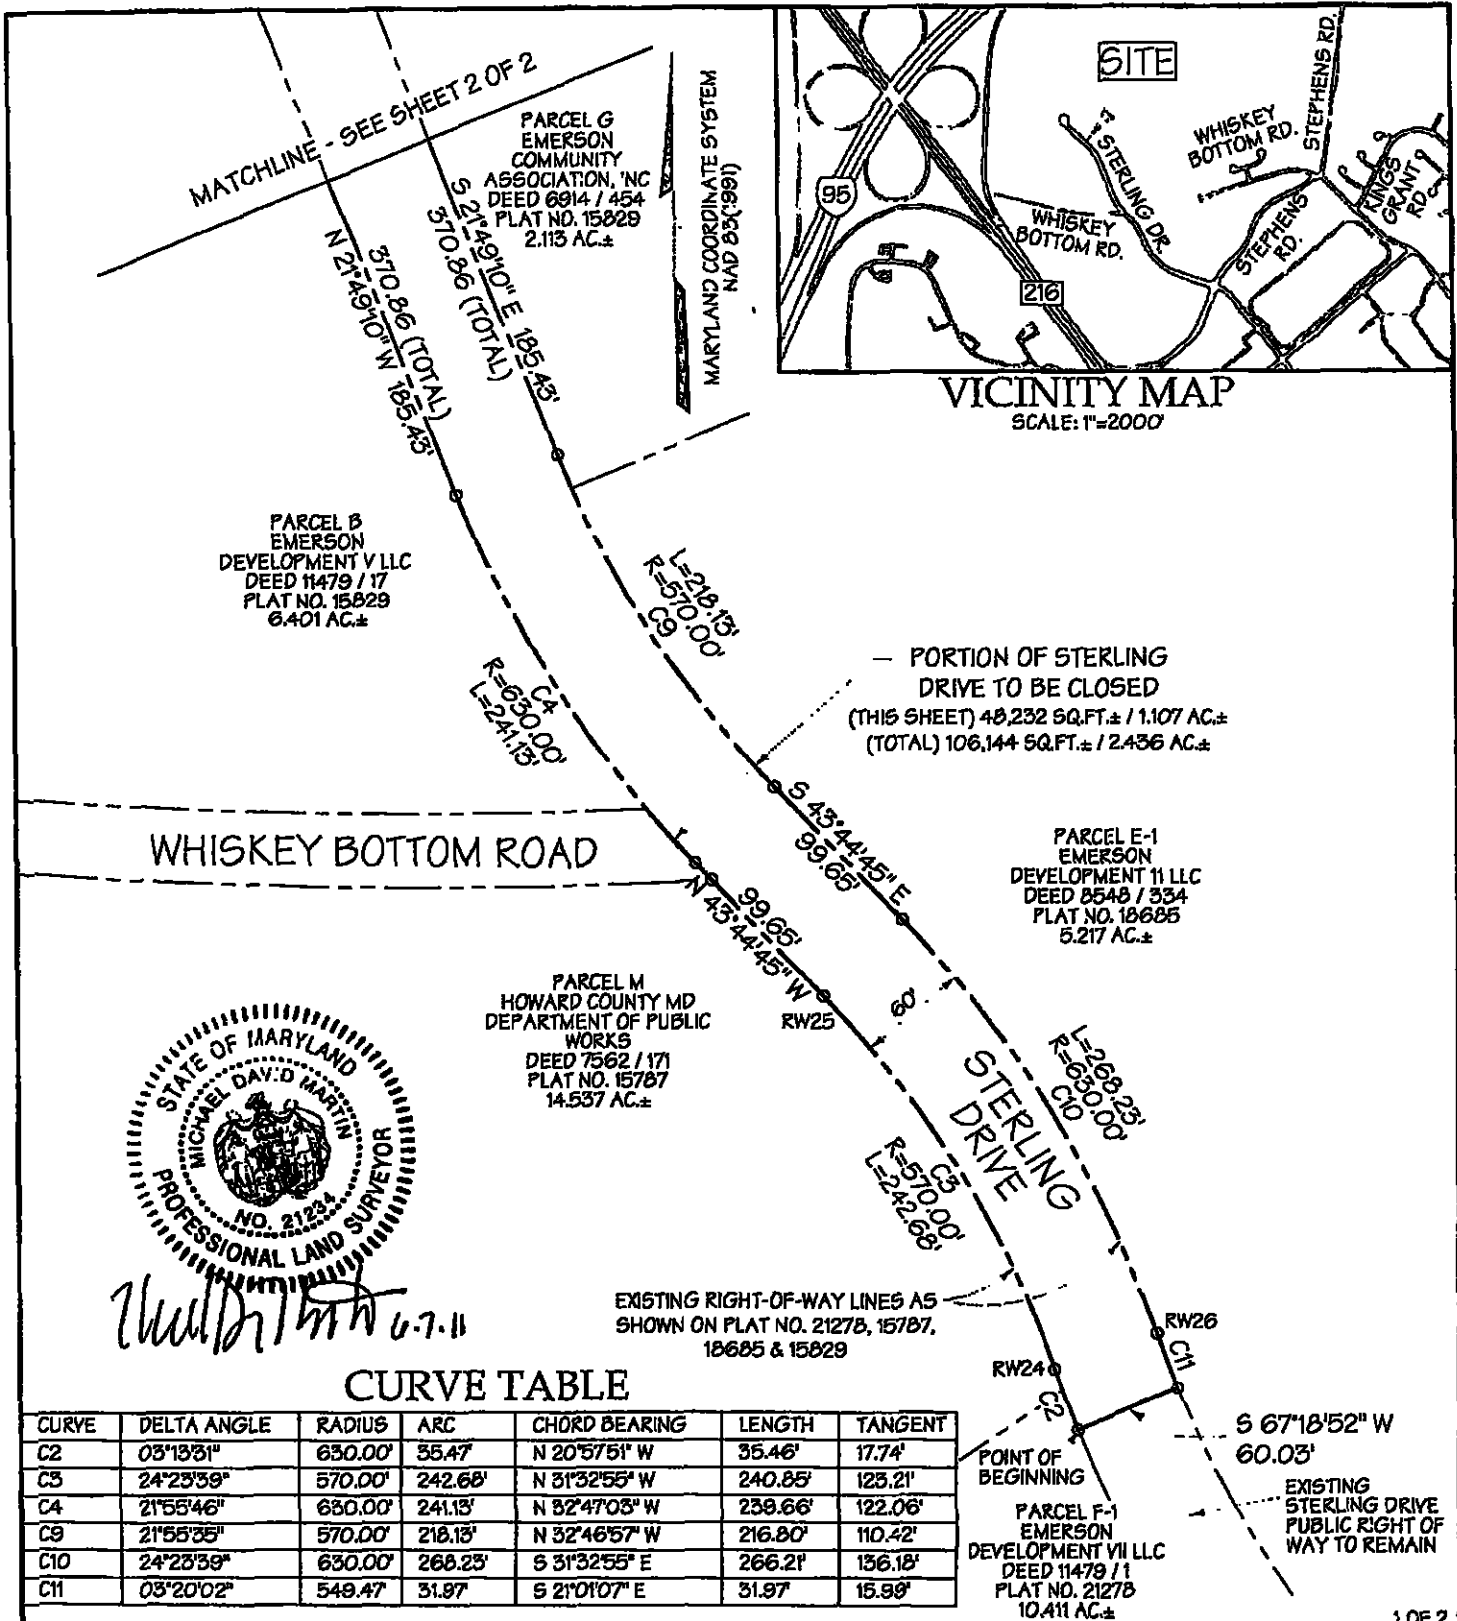 MATCHLINE - SEE SHEET 2 OF 2
PARCEL G
EMERSON
COMMUNITY
ASSOCIATION, 'NC
DEED 6914 / 454
PLAT NO. 15829
2.113 AC.±
MARYLAND COORDINATE SYSTEM
NAD 83('991)
SITE
95
216
WHISKEY
BOTTOM RD.
STERLING DR.
WHISKEY
BOTTOM RD.
STEPHENS RD.
STEPHENS
RD.
KINGS
GRANT
RD.
VICINITY MAP
SCALE: 1"=2000'
S 21°49'10" E 185.43'
370.86 (TOTAL)
370.86 (TOTAL)
N 21°49'10" W 185.43'
PARCEL B
EMERSON
DEVELOPMENT V LLC
DEED 11479 / 17
PLAT NO. 15829
6.401 AC.±
L=218.13'
R=570.00'
C9
C4
R=630.00'
L=241.13'
PORTION OF STERLING
DRIVE TO BE CLOSED
(THIS SHEET) 48,232 SQ.FT.± / 1.107 AC.±
(TOTAL) 106,144 SQ.FT.± / 2.436 AC.±
WHISKEY BOTTOM ROAD
S 43°44'45" E
99.65'
99.65'
N 43°44'45" W
RW25
60'
PARCEL E-1
EMERSON
DEVELOPMENT 11 LLC
DEED 8548 / 334
PLAT NO. 18685
5.217 AC.±
PARCEL M
HOWARD COUNTY MD
DEPARTMENT OF PUBLIC
WORKS
DEED 7562 / 171
PLAT NO. 15787
14.537 AC.±
STERLING
DRIVE
L=268.23'
R=630.00'
C10
C3
R=570.00'
L=242.68'
STATE OF MARYLAND
MICHAEL DAV:D MARTIN
NO. 21234
PROFESSIONAL LAND SURVEYOR
6.7.11
EXISTING RIGHT-OF-WAY LINES AS
SHOWN ON PLAT NO. 21278, 15787,
18685 & 15829
RW26
C11
RW24
C2
POINT OF
BEGINNING
S 67°18'52" W
60.03'
EXISTING
STERLING DRIVE
PUBLIC RIGHT OF
WAY TO REMAIN
PARCEL F-1
EMERSON
DEVELOPMENT VII LLC
DEED 11479 / 1
PLAT NO. 21278
10.411 AC.±
CURVE TABLE
CURVE DELTA ANGLE RADIUS ARC CHORD BEARING LENGTH TANGENT
C2 03°13'31" 630.00' 35.47' N 20°57'51" W 35.46' 17.74'
C3 24°23'39" 570.00' 242.68' N 31°32'55" W 240.85' 123.21'
C4 21°55'46" 630.00' 241.13' N 32°47'03" W 239.66' 122.06'
C9 21°55'35" 570.00' 218.13' N 32°46'57" W 216.80' 110.42'
C10 24°23'39" 630.00' 268.23' S 31°32'55" E 266.21' 136.18'
C11 03°20'02" 549.47' 31.97' S 21°01'07" E 31.97' 15.99'
1 OF 2